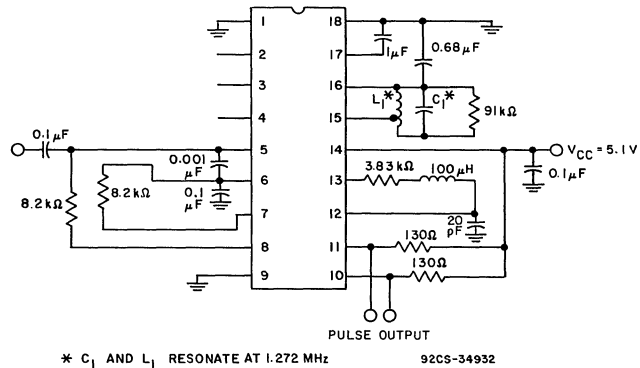 1
18
2
17
1μF
0.68μF
3
16
L1*
C1*
91kΩ
4
15
0.1μF
5
14
VCC = 5.1V
0.001
μF
3.83kΩ
100μH
0.1μF
6
13
8.2kΩ
8.2kΩ
0.1
μF
7
12
20
pF
130Ω
8
11
130Ω
9
10
PULSE OUTPUT
* C1 AND L1 RESONATE AT 1.272 MHz
92CS-34932